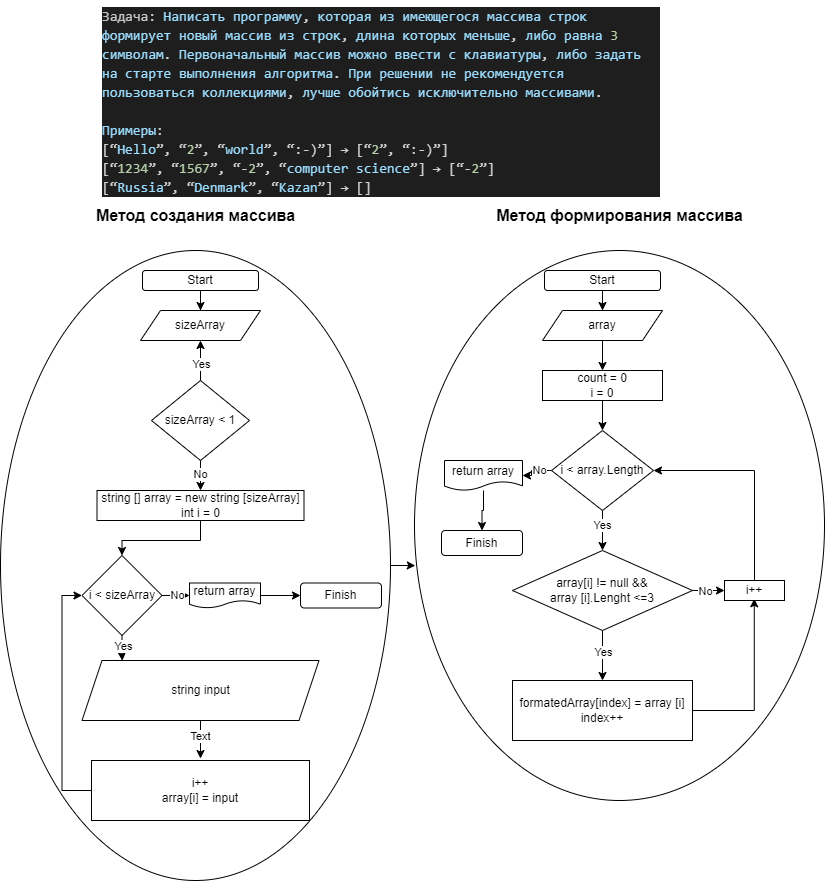 Задача: Написать программу, которая из имеющегося массива строк
формирует новый массив из строк, длина которых меньше, либо равна 3
символам. Первоначальный массив можно ввести с клавиатуры, либо задать
на старте выполнения алгоритма. При решении не рекомендуется
пользоваться коллекциями, лучше обойтись исключительно массивами.
Примеры:
[“Hello”, “2”, “world”, “:-)”] → [“2”, “:-)”]
[“1234”, “1567”, “-2”, “computer science”] → [“-2”]
[“Russia”, “Denmark”, “Kazan”] → []
Метод создания массива
Start
sizeArray
Yes
sizeArray < 1
No
string [] array = new string [sizeArray]
int i = 0
i < sizeArray
No
return array
Finish
Yes
string input
Text
i++
array[i] = input
Метод формирования массива
Start
array
count = 0
i = 0
i < array.Length
No
return array
Finish
Yes
array[i] != null &&
array [i].Lenght <=3
No
i++
Yes
formatedArray[index] = array [i]
index++